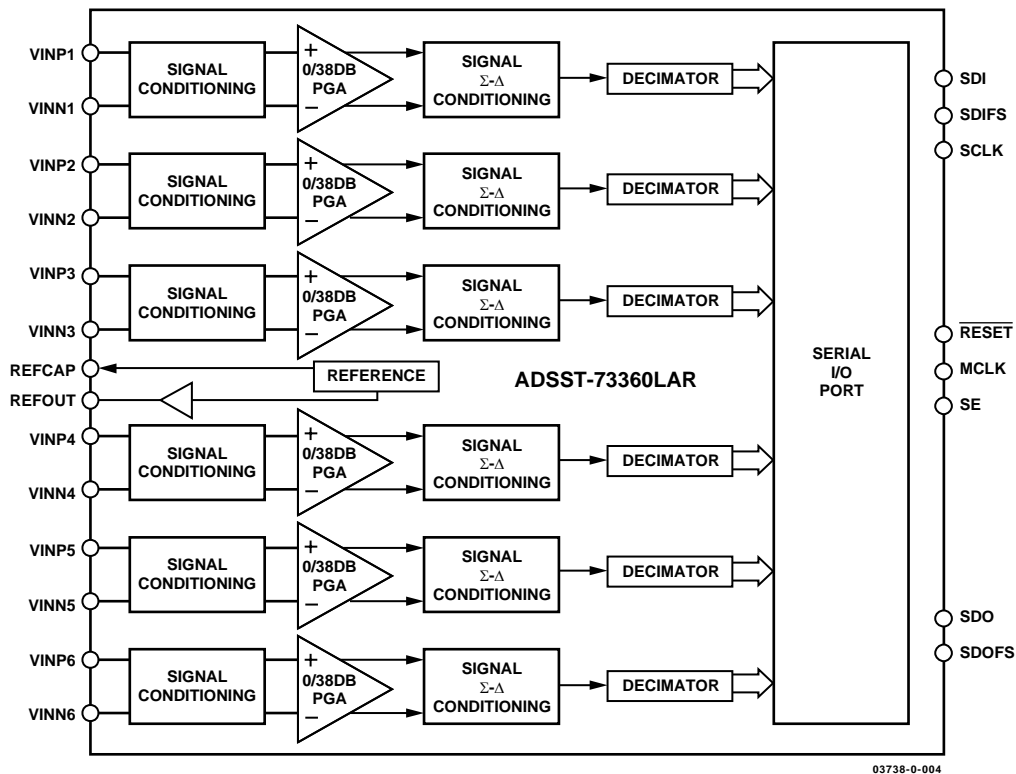 VINP1
VINN1
SIGNAL
CONDITIONING
+
0/38DB
PGA
−
SIGNAL
Σ-Δ
CONDITIONING
DECIMATOR
VINP2
VINN2
SIGNAL
CONDITIONING
+
0/38DB
PGA
−
SIGNAL
Σ-Δ
CONDITIONING
DECIMATOR
VINP3
VINN3
SIGNAL
CONDITIONING
+
0/38DB
PGA
−
SIGNAL
Σ-Δ
CONDITIONING
DECIMATOR
REFCAP
REFOUT
REFERENCE
ADSST-73360LAR
VINP4
VINN4
SIGNAL
CONDITIONING
+
0/38DB
PGA
−
SIGNAL
Σ-Δ
CONDITIONING
DECIMATOR
VINP5
VINN5
SIGNAL
CONDITIONING
+
0/38DB
PGA
−
SIGNAL
Σ-Δ
CONDITIONING
DECIMATOR
VINP6
VINN6
SIGNAL
CONDITIONING
+
0/38DB
PGA
−
SIGNAL
Σ-Δ
CONDITIONING
DECIMATOR
SERIAL
I/O
PORT
SDI
SDIFS
SCLK
RESET
MCLK
SE
SDO
SDOFS
03738-0-004